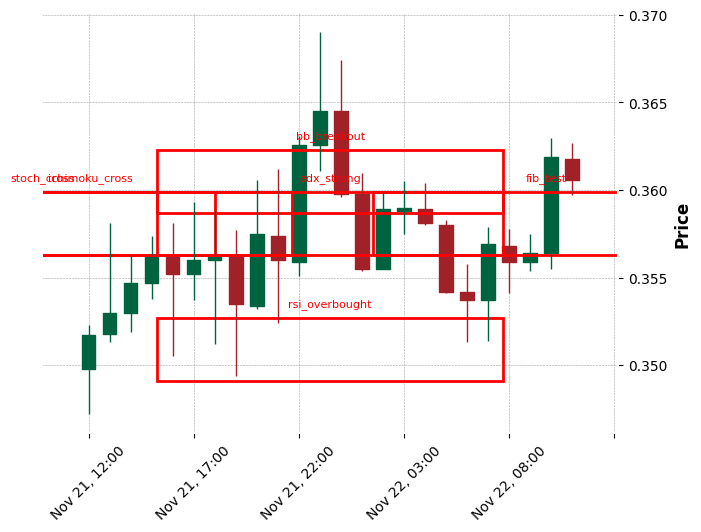 0.370
0.365
bb_breakout
stoch_cross
ichimoku_cross
adx_strong
fib_test
0.360
Price
0.355
rsi_overbought
0.350
Nov 21, 12:00
Nov 21, 17:00
Nov 21, 22:00
Nov 22, 03:00
Nov 22, 08:00